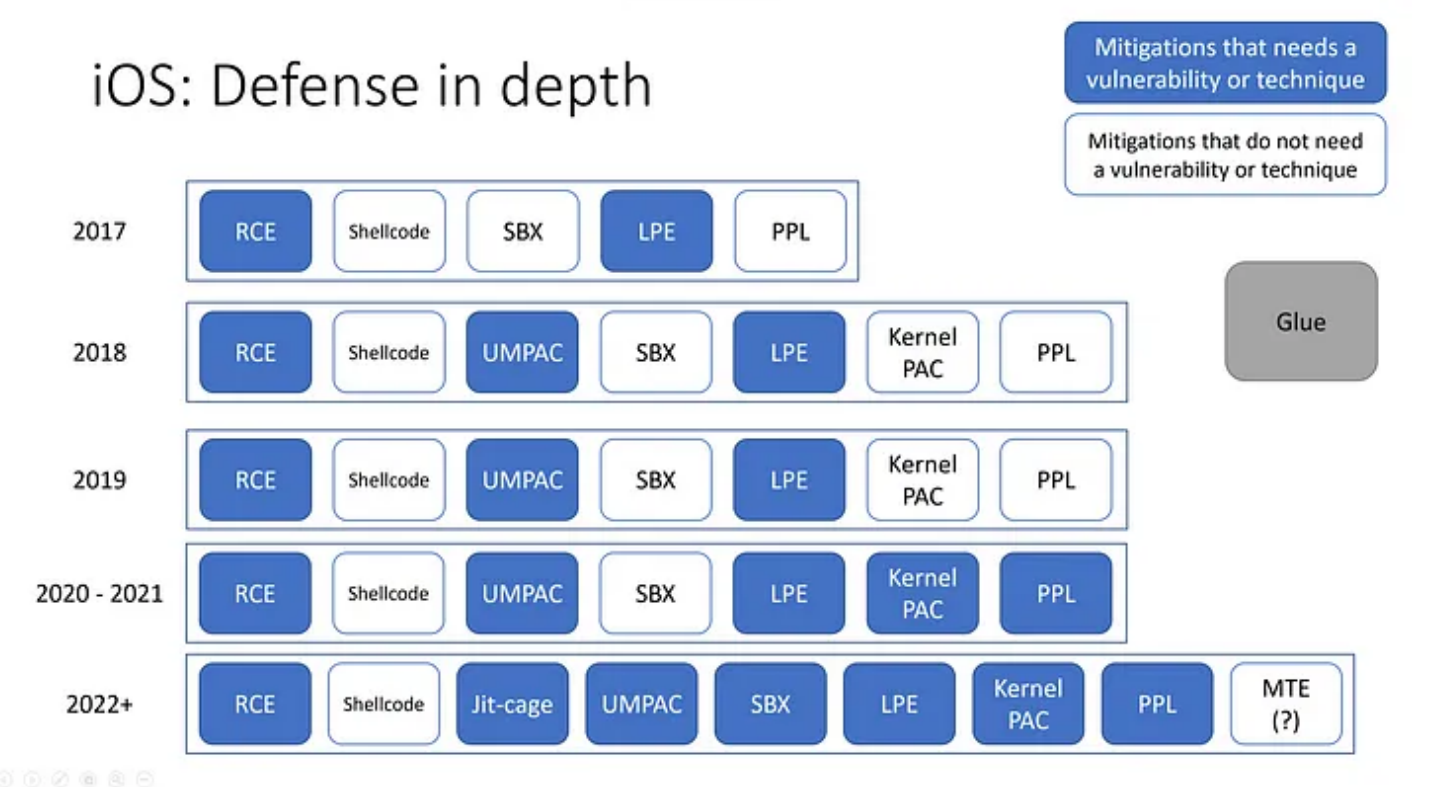 iOS: Defense in depth
Mitigations that needs a
vulnerability or technique
Mitigations that do not need
a vulnerability or technique
2017
RCE
Shellcode
SBX
LPE
PPL
Glue
2018
RCE
Shellcode
UMPAC
SBX
LPE
Kernel
PAC
PPL
2019
RCE
Shellcode
UMPAC
SBX
LPE
Kernel
PAC
PPL
2020 - 2021
RCE
Shellcode
UMPAC
SBX
LPE
Kernel
PAC
PPL
2022+
RCE
Shellcode
Jit-cage
UMPAC
SBX
LPE
Kernel
PAC
PPL
MTE
(?)